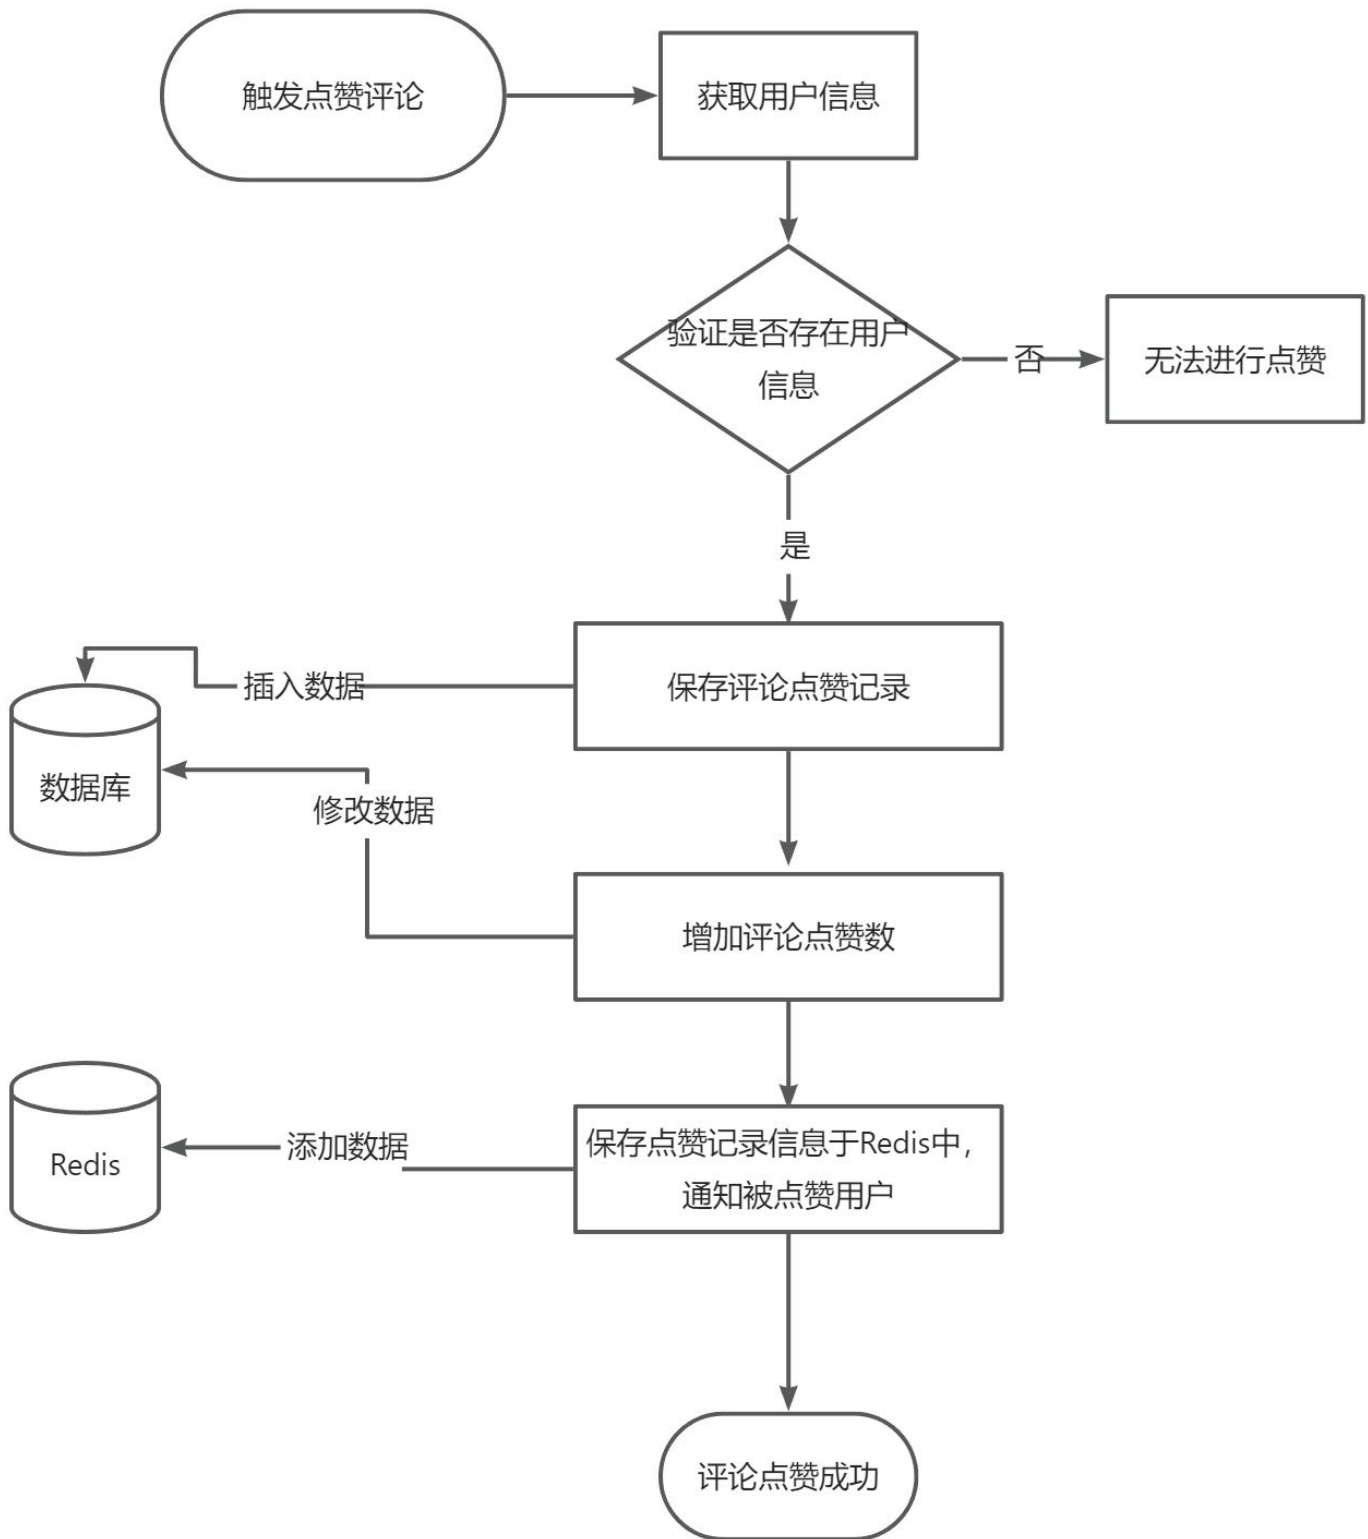 触发点赞评论
获取用户信息
验证是否存在用户
信息
否
无法进行点赞
是
插入数据
保存评论点赞记录
数据库
修改数据
增加评论点赞数
Redis
添加数据
保存点赞记录信息于Redis中，
通知被点赞用户
评论点赞成功